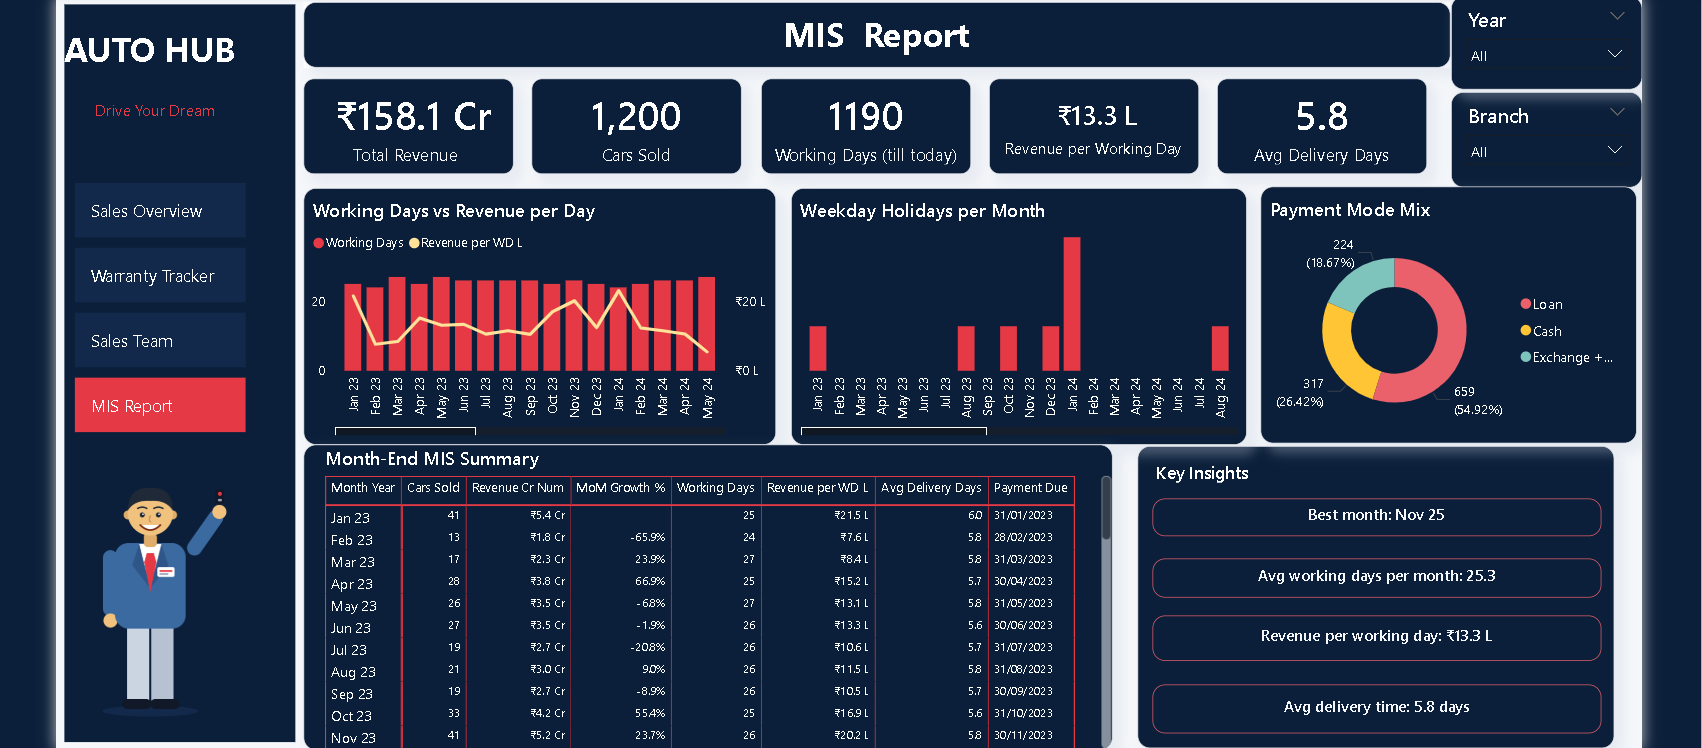 AUTO HUB
Drive Your Dream
Sales Overview
Warranty Tracker
Sales Team
MIS Report
MIS Report
Year
All
Branch
All
₹158.1 Cr
Total Revenue
1,200
Cars Sold
1190
Working Days (till today)
₹13.3 L
Revenue per Working Day
5.8
Avg Delivery Days
Working Days vs Revenue per Day
Working Days Revenue per WD L
20
0
₹20 L
₹0 L
Jan 23 Feb 23 Mar 23 Apr 23 May 23 Jun 23 Jul 23 Aug 23 Sep 23 Oct 23 Nov 23 Dec 23 Jan 24 Feb 24 Mar 24 Apr 24 May 24
Weekday Holidays per Month
Jan 23 Feb 23 Mar 23 Apr 23 May 23 Jun 23 Jul 23 Aug 23 Sep 23 Oct 23 Nov 23 Dec 23 Jan 24 Feb 24 Mar 24 Apr 24 May 24 Jun 24 Jul 24 Aug 24
Payment Mode Mix
224
(18.67%)
317
(26.42%)
659
(54.92%)
Loan
Cash
Exchange +...
Month-End MIS Summary
Month Year Cars Sold Revenue Cr Num MoM Growth % Working Days Revenue per WD L Avg Delivery Days Payment Due
Jan 23 41 ₹5.4 Cr 25 ₹21.5 L 6.0 31/01/2023
Feb 23 13 ₹1.8 Cr -65.9% 24 ₹7.6 L 5.8 28/02/2023
Mar 23 17 ₹2.3 Cr 23.9% 27 ₹8.4 L 5.8 31/03/2023
Apr 23 28 ₹3.8 Cr 66.9% 25 ₹15.2 L 5.7 30/04/2023
May 23 26 ₹3.5 Cr -6.8% 27 ₹13.1 L 5.8 31/05/2023
Jun 23 27 ₹3.5 Cr -1.9% 26 ₹13.3 L 5.6 30/06/2023
Jul 23 19 ₹2.7 Cr -20.8% 26 ₹10.6 L 5.7 31/07/2023
Aug 23 21 ₹3.0 Cr 9.0% 26 ₹11.5 L 5.8 31/08/2023
Sep 23 19 ₹2.7 Cr -8.9% 26 ₹10.5 L 5.7 30/09/2023
Oct 23 33 ₹4.2 Cr 55.4% 25 ₹16.9 L 5.6 31/10/2023
Nov 23 41 ₹5.2 Cr 23.7% 26 ₹20.2 L 5.8 30/11/2023
Key Insights
Best month: Nov 25
Avg working days per month: 25.3
Revenue per working day: ₹13.3 L
Avg delivery time: 5.8 days